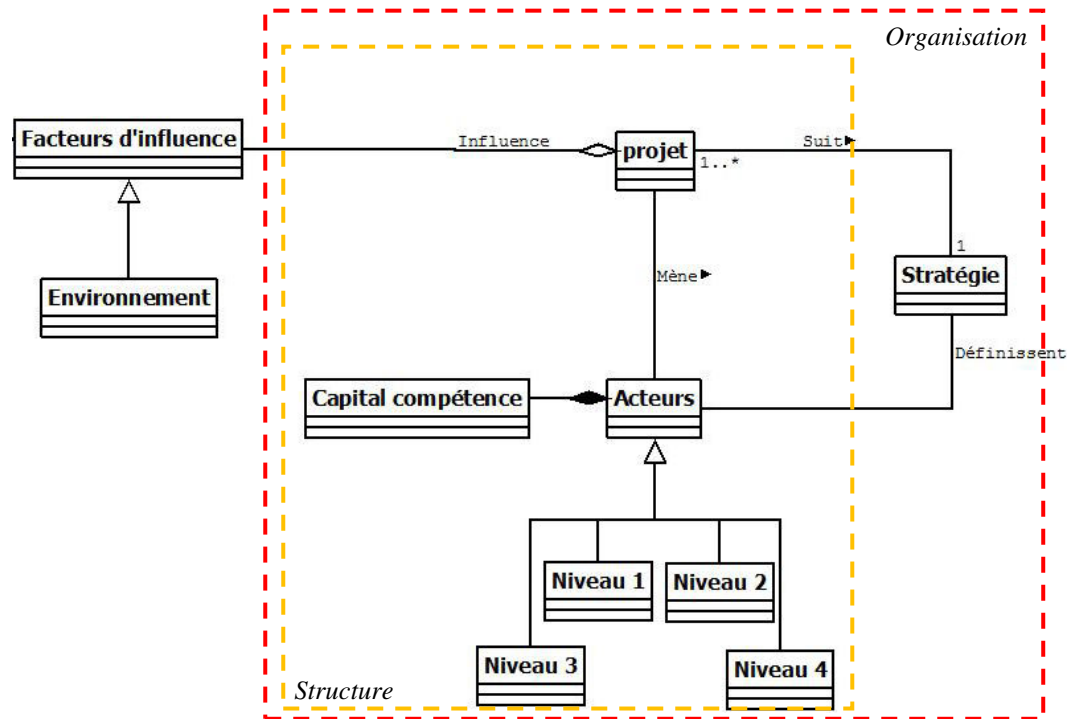 Organisation
Facteurs d'influence
Influence
projet
Suit
1..*
Environnement
Mène
1
Stratégie
Définissent
Capital compétence
Acteurs
Niveau 1
Niveau 2
Niveau 3
Niveau 4
Structure